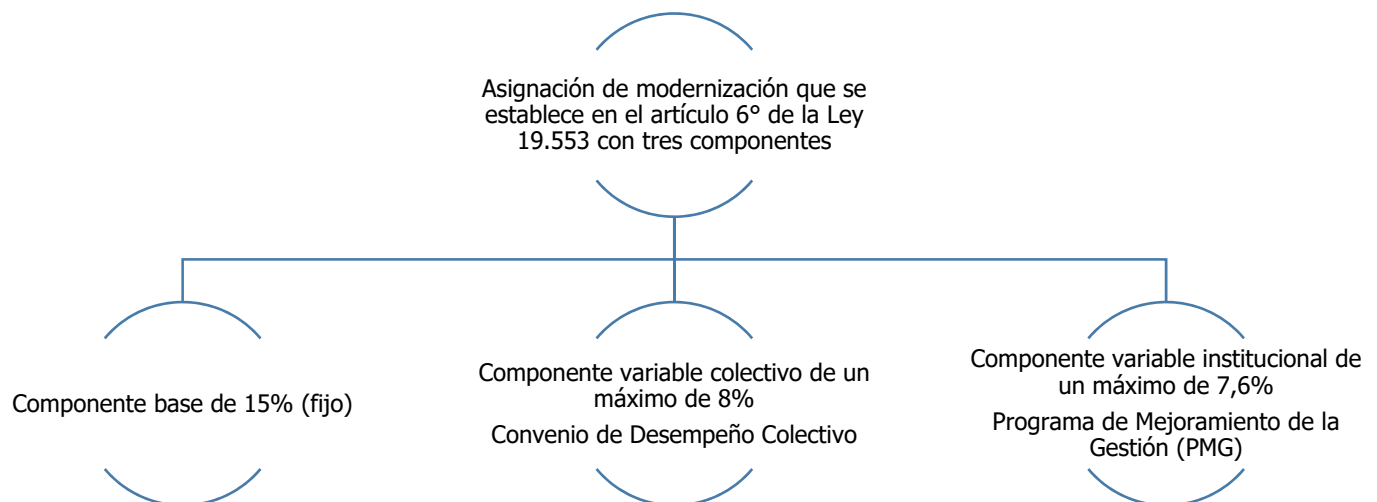 Asignación de modernización que se
establece en el artículo 6° de la Ley
19.553 con tres componentes
Componente base de 15% (fijo)
Componente variable colectivo de un
máximo de 8%
Convenio de Desempeño Colectivo
Componente variable institucional de
un máximo de 7,6%
Programa de Mejoramiento de la
Gestión (PMG)